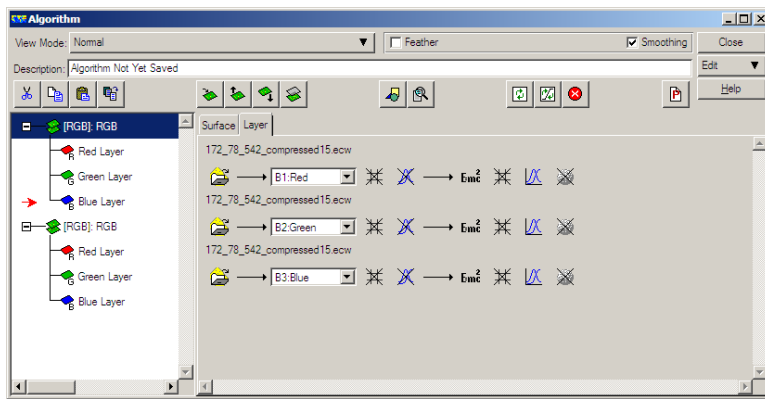 Algorithm
View Mode: Normal Feather Smoothing Close
Description: Algorithm Not Yet Saved Edit
Help
[RGB]: RGB
Red Layer
R
Green Layer
G
Blue Layer
B
[RGB]: RGB
Red Layer
R
Green Layer
G
Blue Layer
B
Surface Layer
172_78_542_compressed15.ecw
B1:Red Emc²
172_78_542_compressed15.ecw
B2:Green Emc²
172_78_542_compressed15.ecw
B3:Blue Emc²